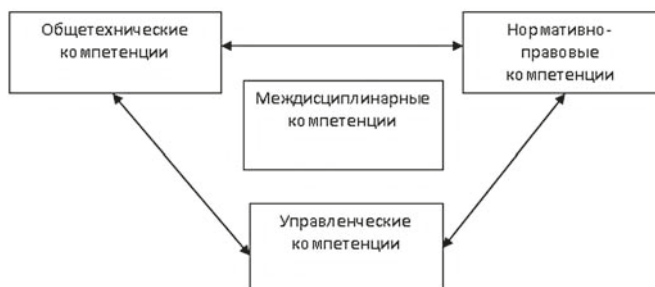 Общетехнические
компетенции
Нормативно-
правовые
компетенции
Междисциплинарные
компетенции
Управленческие
компетенции